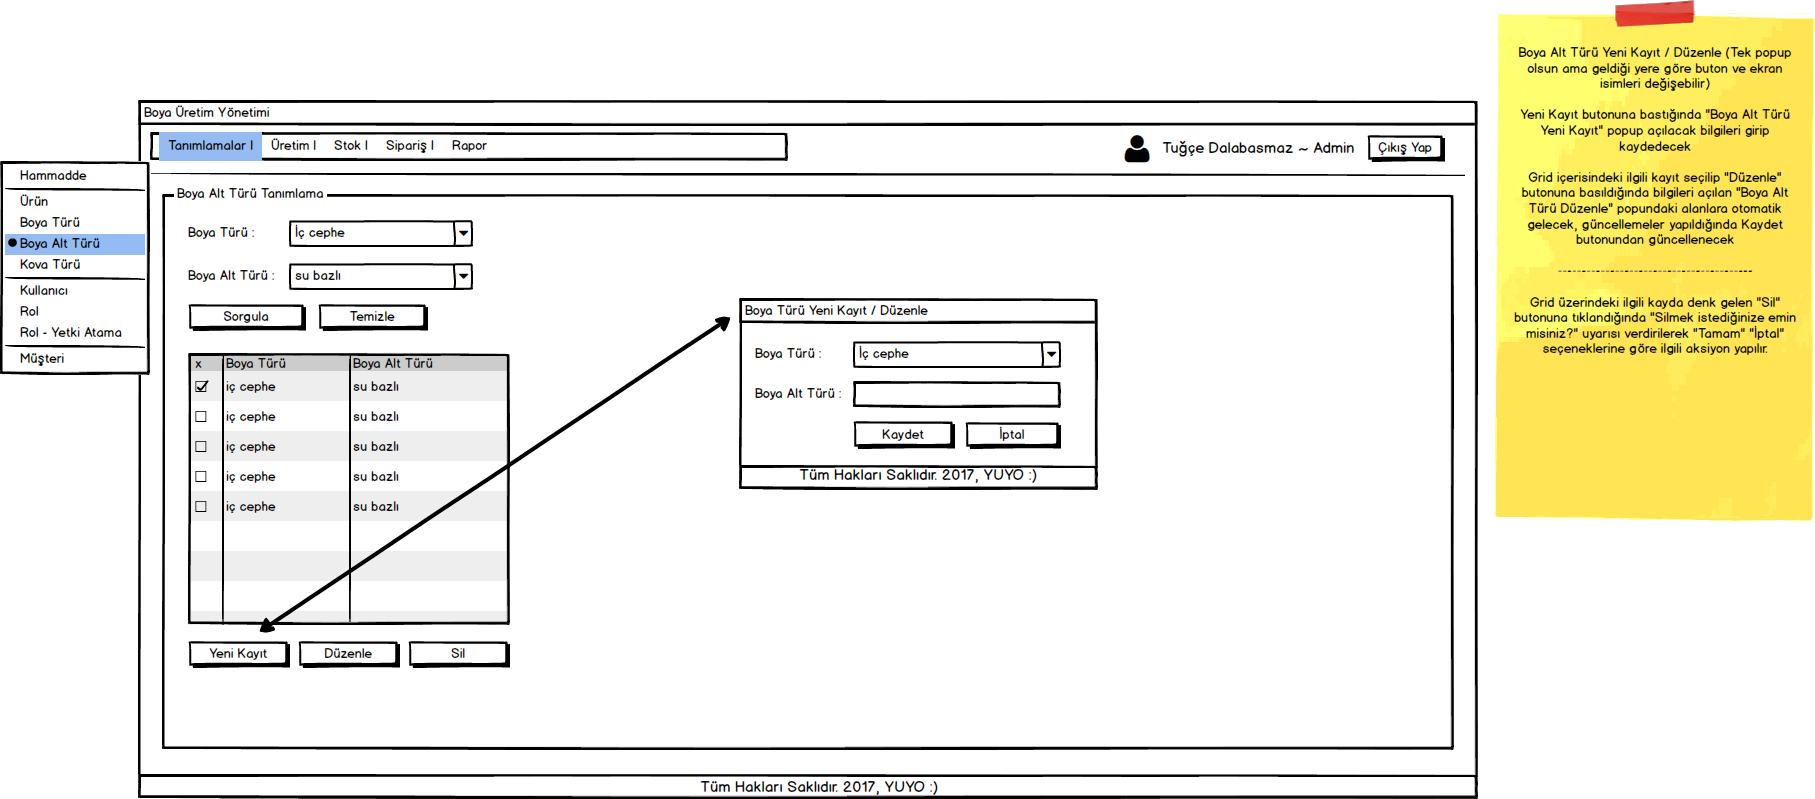 Boya Üretim Yönetimi
Tanımlamalar | Üretim | Stok | Sipariş | Rapor
Tuğçe Dalabasmaz ~ Admin
Çıkış Yap
Hammadde
Ürün
Boya Türü
Boya Alt Türü
Kova Türü
Kullanıcı
Rol
Rol - Yetki Atama
Müşteri
Boya Alt Türü Tanımlama
Boya Türü : İç cephe
Boya Alt Türü : su bazlı
Sorgula Temizle
x Boya Türü Boya Alt Türü
iç cephe su bazlı
iç cephe su bazlı
iç cephe su bazlı
iç cephe su bazlı
iç cephe su bazlı
Yeni Kayıt Düzenle Sil
Boya Türü Yeni Kayıt / Düzenle
Boya Türü : İç cephe
Boya Alt Türü :
Kaydet İptal
Tüm Hakları Saklıdır. 2017, YUYO :)
Tüm Hakları Saklıdır. 2017, YUYO :)
Boya Alt Türü Yeni Kayıt / Düzenle (Tek popup
olsun ama geldiği yere göre buton ve ekran
isimleri değişebilir)
Yeni Kayıt butonuna bastığında "Boya Alt Türü
Yeni Kayıt" popup açılacak bilgileri girip
kaydedecek
Grid içerisindeki ilgili kayıt seçilip "Düzenle"
butonuna basıldığında bilgileri açılan "Boya Alt
Türü Düzenle" popundaki alanlara otomatik
gelecek, güncellemeler yapıldığında Kaydet
butonundan güncellenecek
-----------------------------------------
Grid üzerindeki ilgili kayda denk gelen "Sil"
butonuna tıklandığında "Silmek istediğinize emin
misiniz?" uyarısı verdirilerek "Tamam" "İptal"
seçeneklerine göre ilgili aksiyon yapılır.